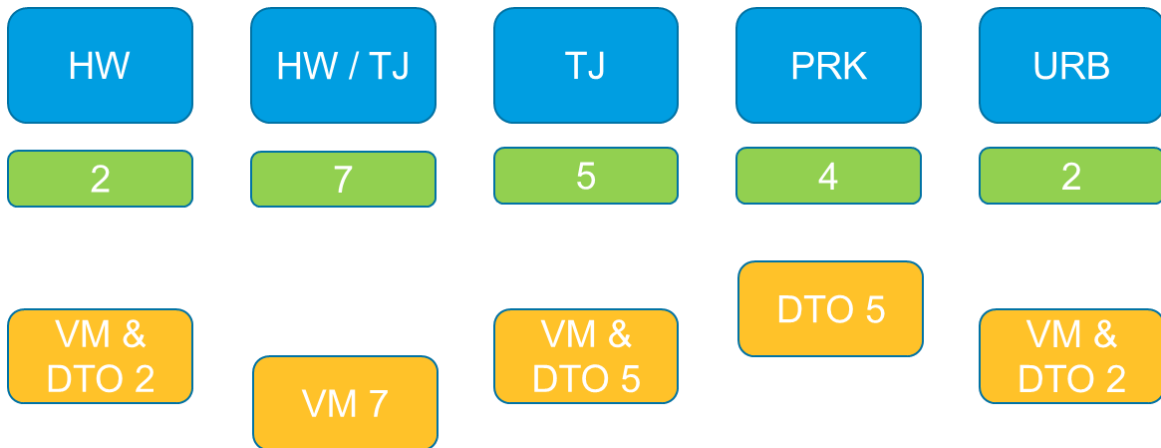 HW
HW / TJ
TJ
PRK
URB
2
7
5
4
2
VM &
DTO 2
VM 7
VM &
DTO 5
DTO 5
VM &
DTO 2